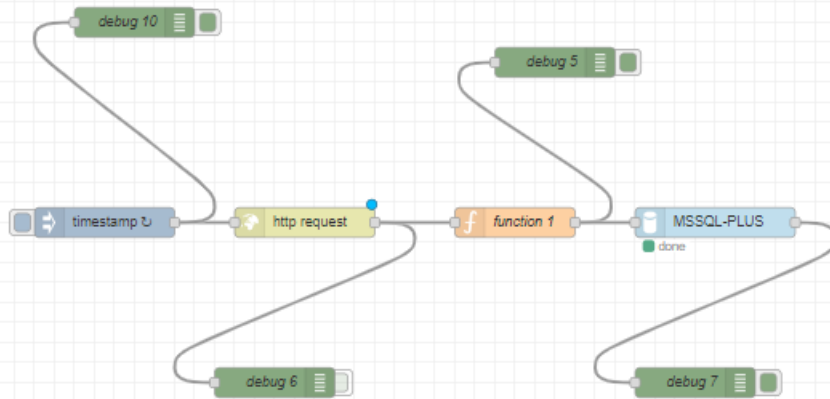 debug 10
debug 5
timestamp ↻
http request
function 1
MSSQL-PLUS
done
debug 6
debug 7